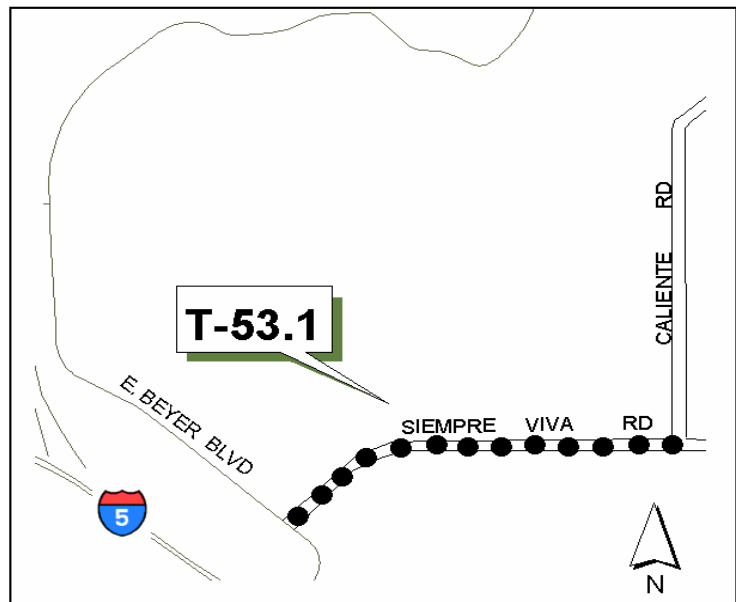 CALIENTE RD
T-53.1
E. BEYER BLVD
SIEMPRE VIVA RD
5
N